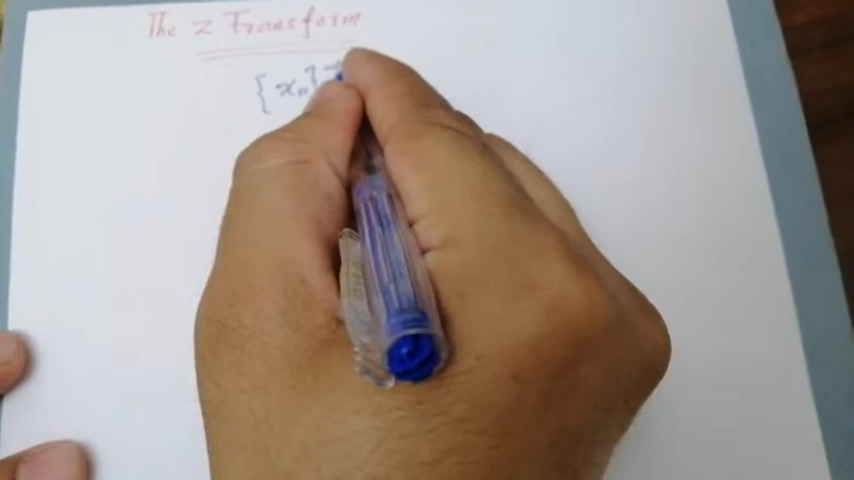 The z Transform
{xn}